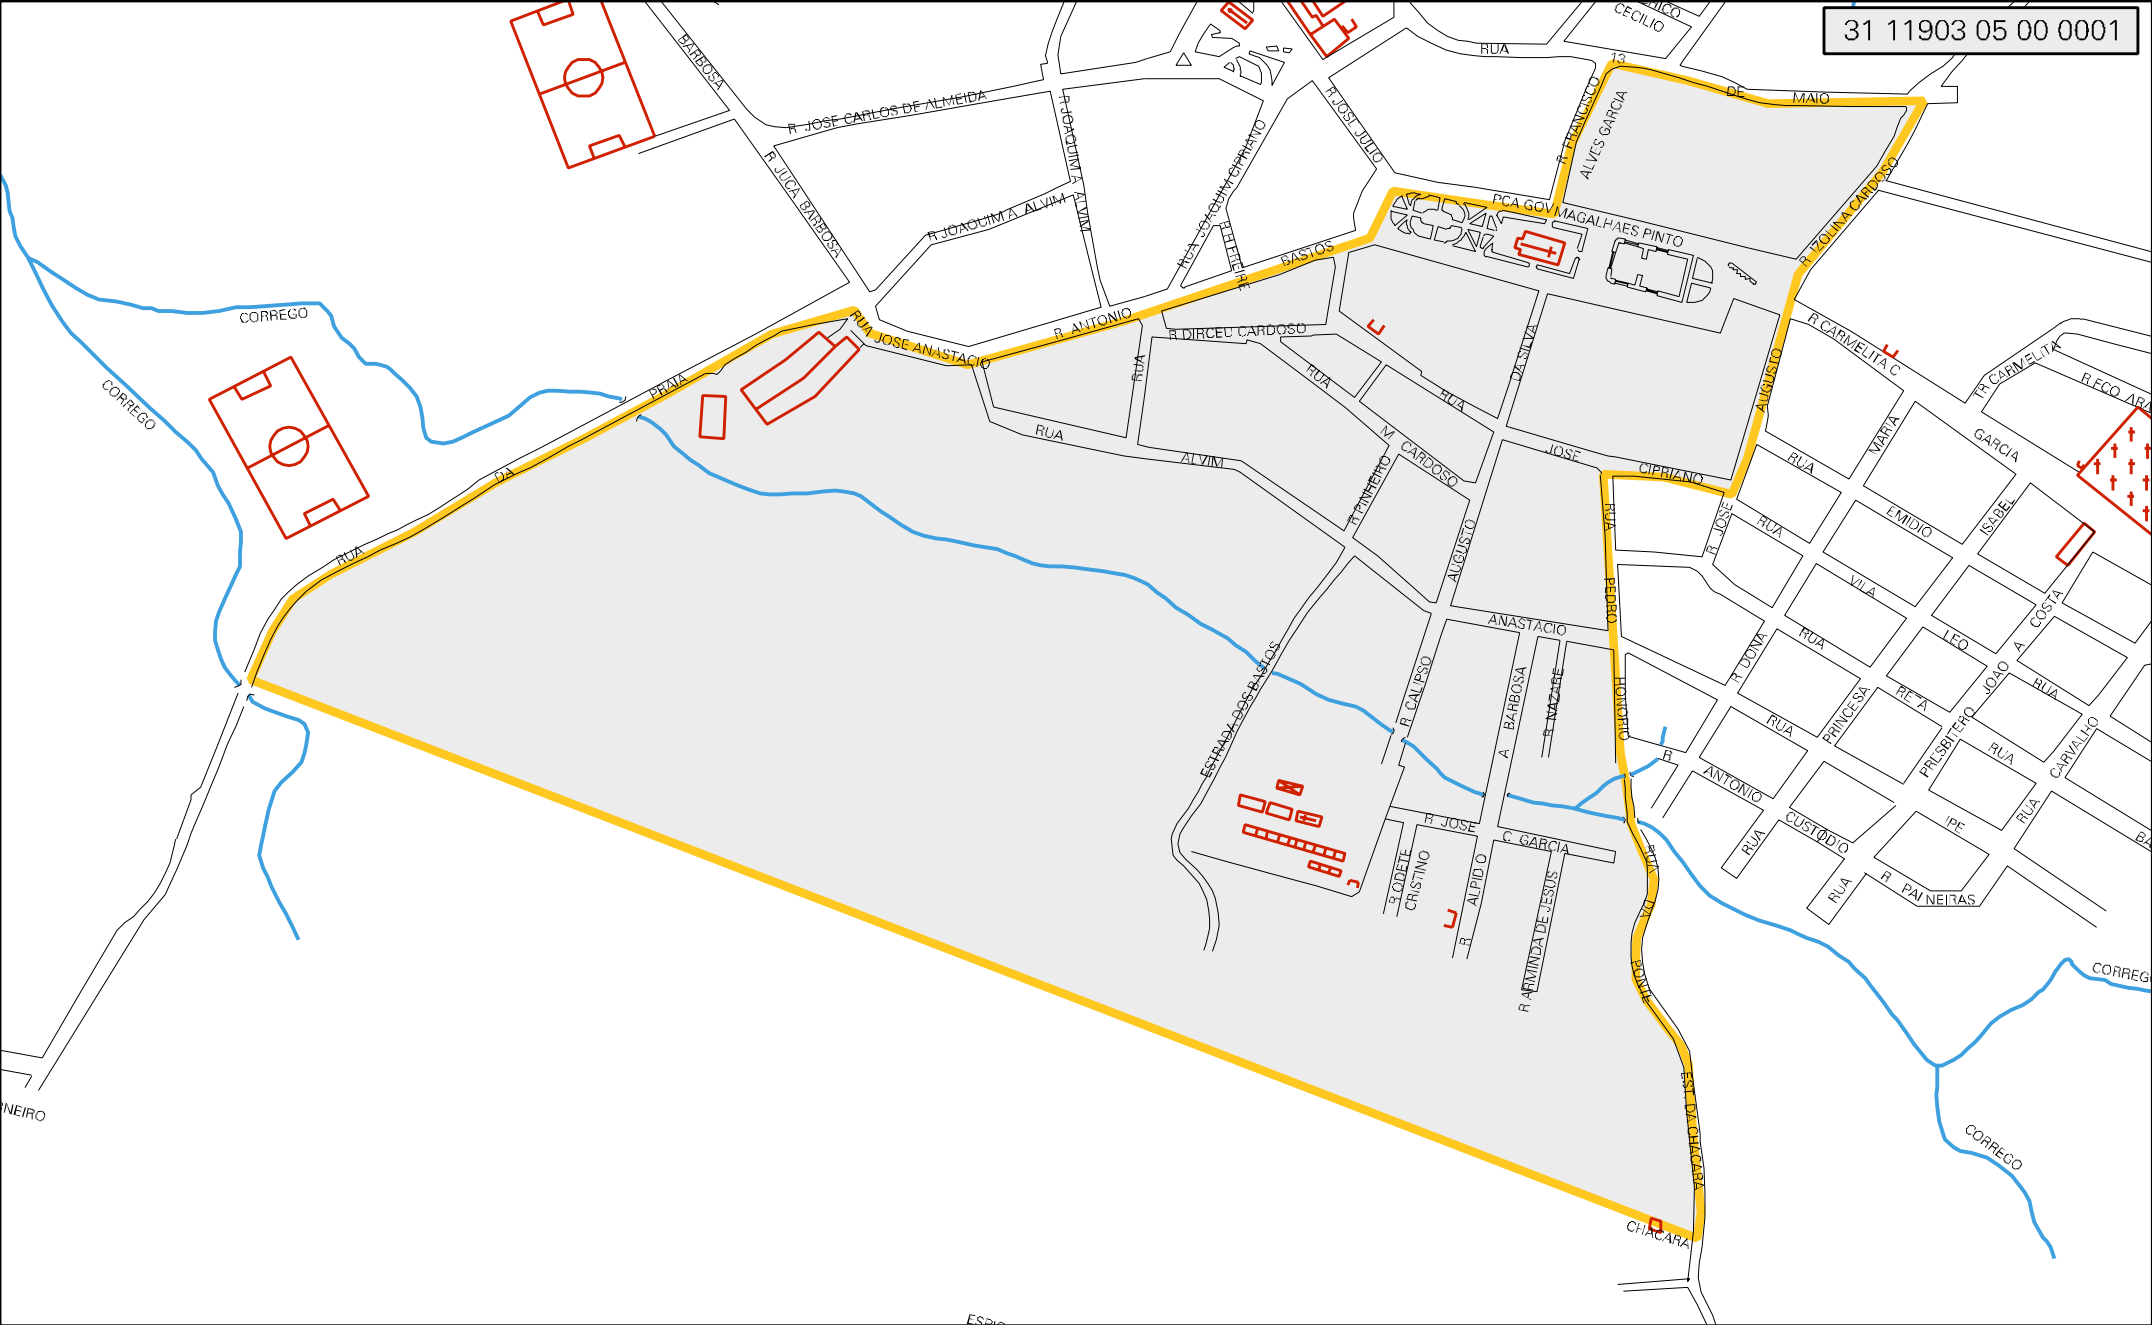 31 11903 05 00 0001
CECILIO
RUA
BARBOSA
13
DE
MAIO
R JOSE CARLOS DE ALMEIDA
R JOAQUIM A ALVIM
R JOSE JULIO
R FRANCISCO
ALVES GARCIA
R JUCA BARBOSA
RUA JOAQUIM CIPRIANO
R JOAQUIM A ALVIM
R H FREIRE
PCA GOV MAGALHAES PINTO
R IZOLINA CARDOSO
BASTOS
R ANTONIO
CORREGO
CORREGO
RUA JOSE ANASTACIO
R DIRCEU CARDOSO
RUA
RUA
RUA
DA SILVA
AUGUSTO
R CARMELITA C
TR CARMELITA
R FCO ARA
PRAIA
DA
RUA
RUA
ALVIM
M CARDOSO
R PINHEIRO
JOSE
CIPRIANO
MARIA
GARCIA
RUA
EMIDIO
ISABEL
RUA
R JOSE
RUA
AUGUSTO
PEDRO
ANASTACIO
VILA
COSTA
LEO
A
JOAO
RUA
R DONA
RUA
HONORIO
R NAZARE
A BARBOSA
R CALIPSO
ESTRADA DOS BASTOS
PRINCESA
RUA
PRESBITERO
RUA
CARVALHO
RUA
R
ANTONIO
CUSTODIO
IPE
RUA
R JOSE
C. GARCIA
R ODETE
CRISTINO
R ALPIDIO
R ARMINDA DE JESUS
RUA
DA
PONTE
RUA
R PALNEIRAS
CORREG
CORREGO
EST. DA CHACARA
CHACARA
RNEIRO